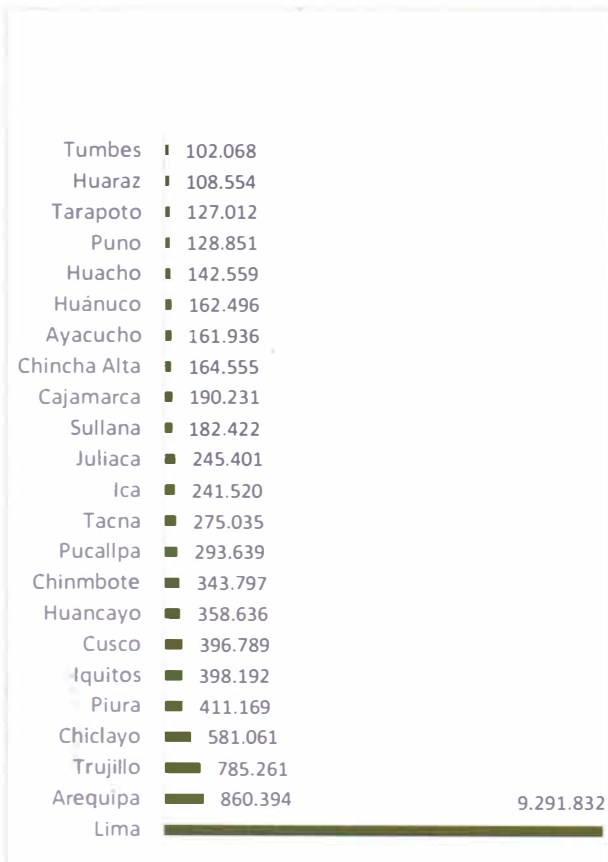 Tumbes 102.068
Huaraz 108.554
Tarapoto 127.012
Puno 128.851
Huacho 142.559
Huánuco 162.496
Ayacucho 161.936
Chincha Alta 164.555
Cajamarca 190.231
Sullana 182.422
Juliaca 245.401
Ica 241.520
Tacna 275.035
Pucallpa 293.639
Chinmbote 343.797
Huancayo 358.636
Cusco 396.789
Iquitos 398.192
Piura 411.169
Chiclayo 581.061
Trujillo 785.261
Arequipa 860.394
Lima 9.291.832